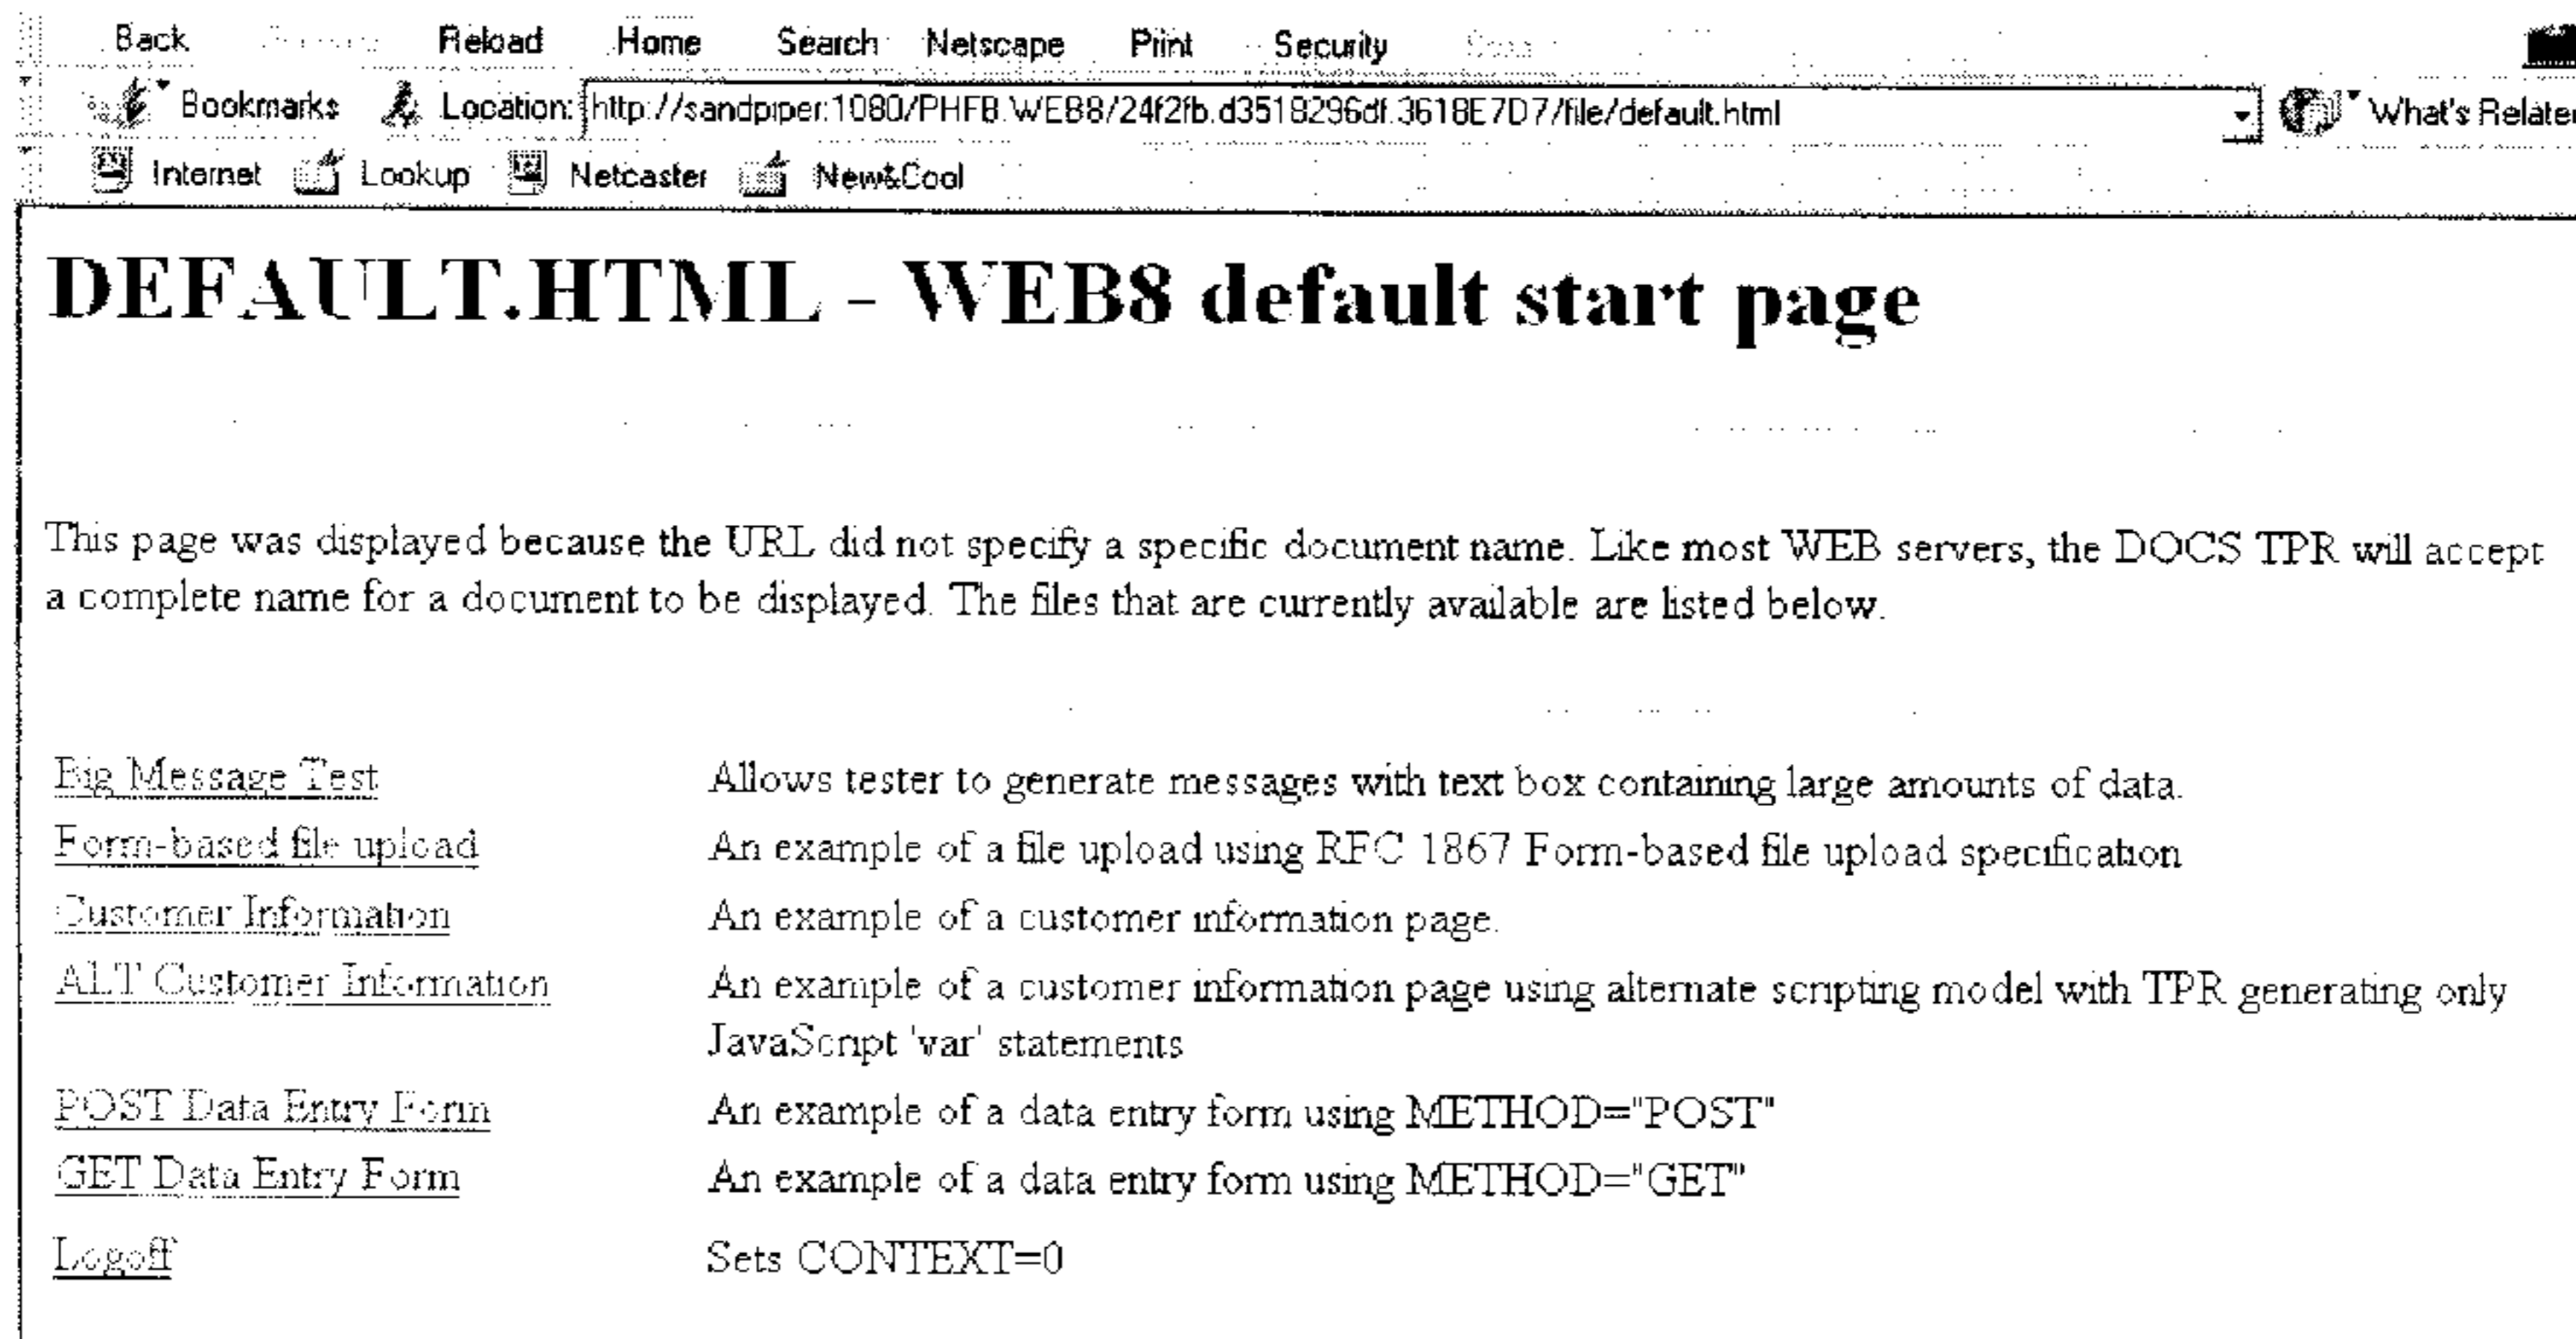 Back Reload Home Search Netscape Print Security
Bookmarks Location: http://sandpiper:1080/PHFB.WEB8/24f2fb.d3518296df.3618E7D7/file/default.html What's Relate
Internet Lookup Netcaster New&Cool
DEFAULT.HTML - WEB8 default start page
This page was displayed because the URL did not specify a specific document name. Like most WEB servers, the DOCS TPR will accept
a complete name for a document to be displayed. The files that are currently available are listed below.
Big Message Test Allows tester to generate messages with text box containing large amounts of data.
Form-based file upload An example of a file upload using RFC 1867 Form-based file upload specification
Customer Information An example of a customer information page.
ALT Customer Information An example of a customer information page using alternate scripting model with TPR generating only
JavaScript 'var' statements
POST Data Entry Form An example of a data entry form using METHOD="POST"
GET Data Entry Form An example of a data entry form using METHOD="GET"
Logoff Sets CONTEXT=0